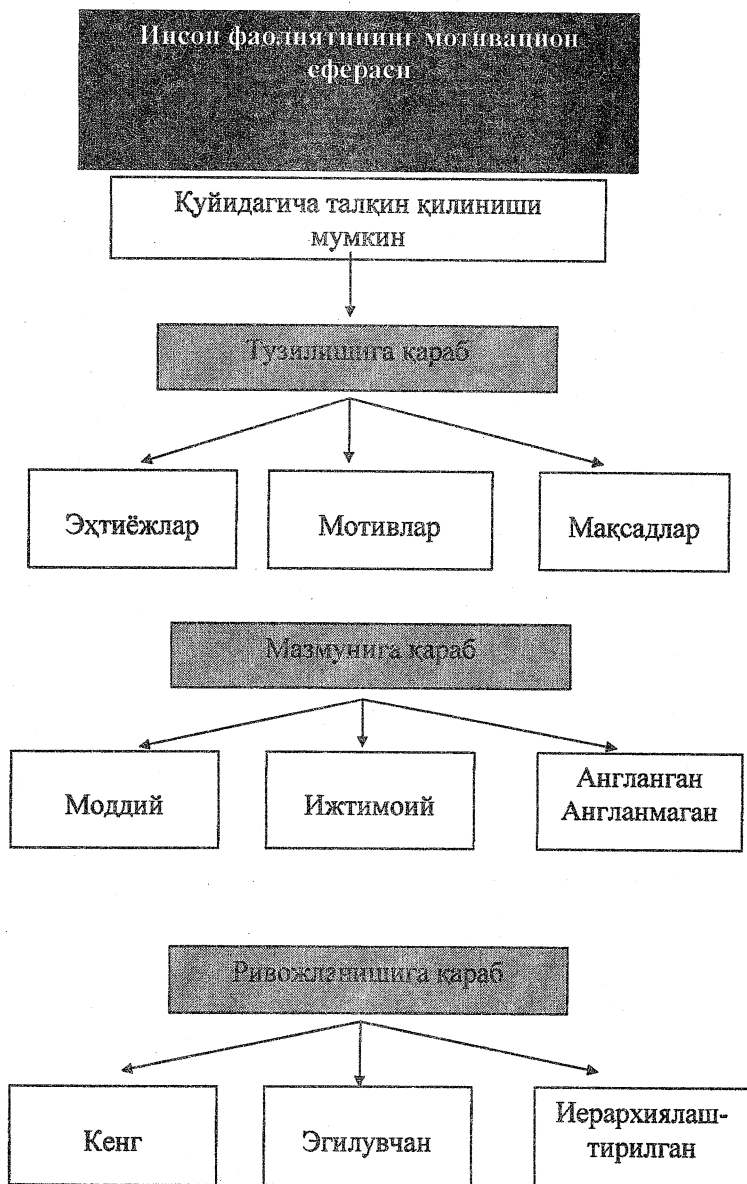 Инсон фаолиятининг мотивацион
сфераси
Қуйидагича талқин қилиниши
мумкин
Тузилишига қараб
Эҳтиёжлар
Мотивлар
Мақсадлар
Мазмунига қараб
Моддий
Ижтимоий
Англанган
Англанмаган
Ривожланишига қараб
Кенг
Эгилувчан
Иерархиялаш-
тирилган